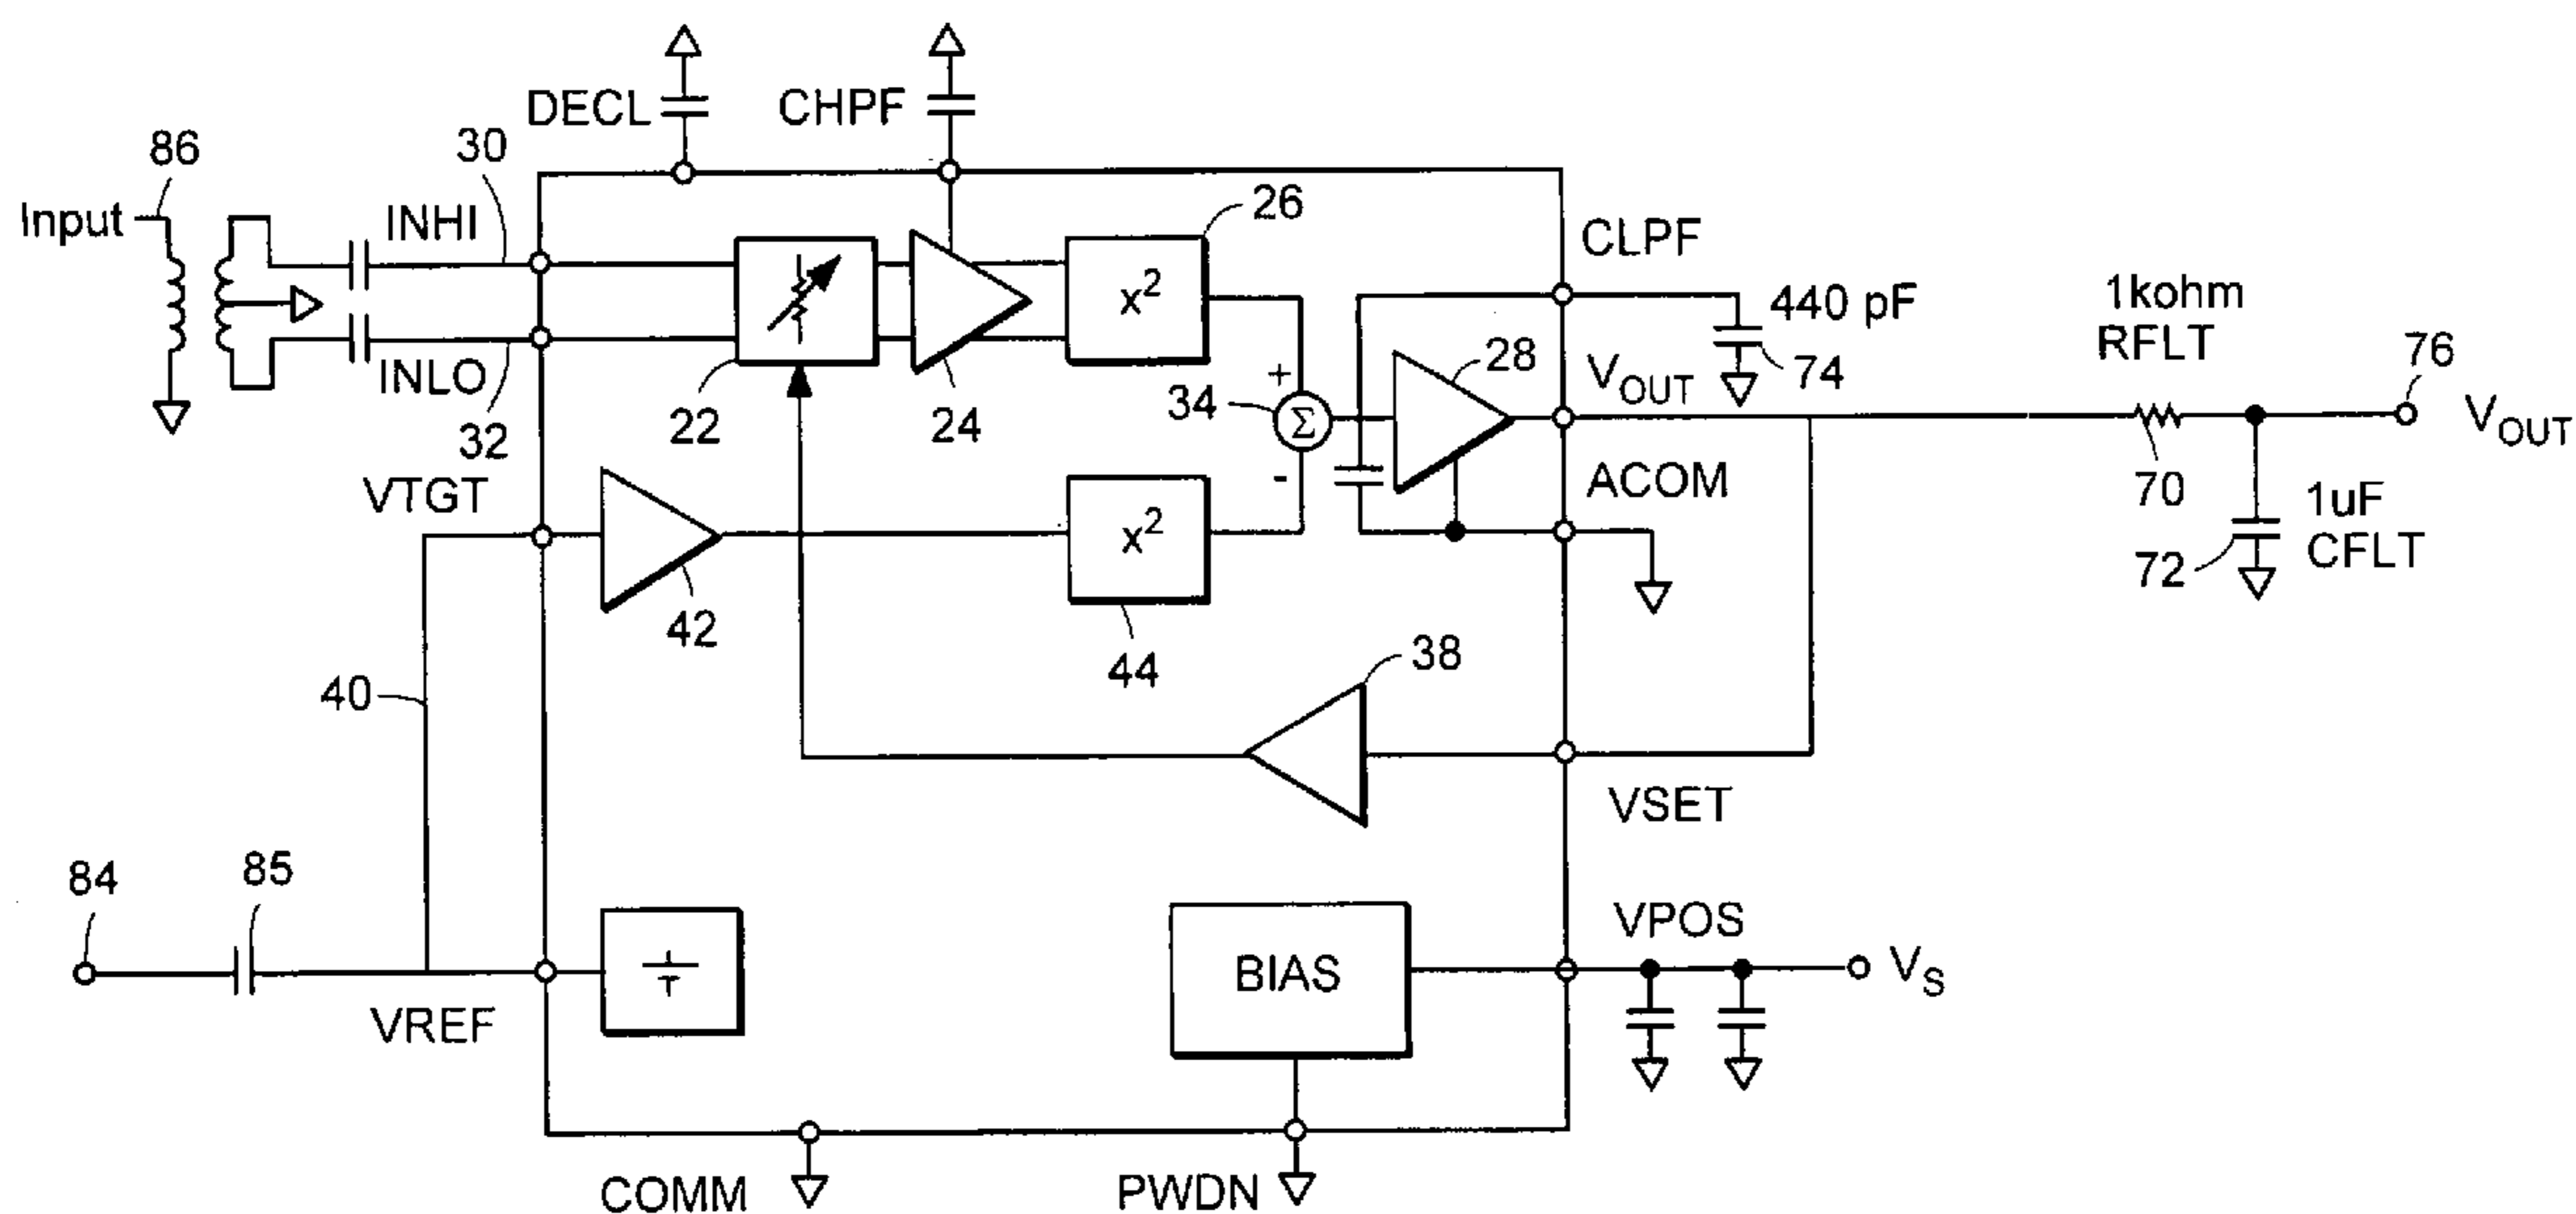 DECL
CHPF
86
30
26
Input
INHI
x²
CLPF
440 pF
1kohm
RFLT
INLO
22
24
34
+
Σ
-
28
VOUT
74
76
VOUT
32
VTGT
ACOM
70
1uF
CFLT
72
42
x²
44
40
38
VSET
84
85
VREF
BIAS
VPOS
VS
COMM
PWDN